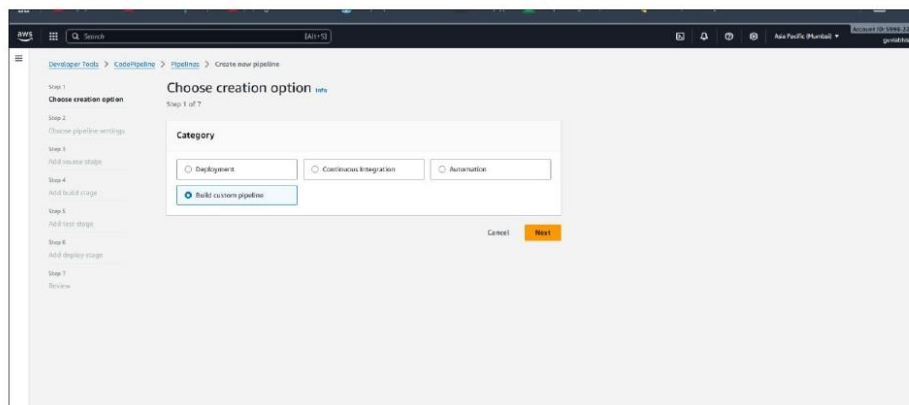 aws
Search
[Alt+S]
Asia Pacific (Mumbai)
Developer Tools > CodePipeline > Pipelines > Create new pipeline
Step 1
Choose creation option
Step 2
Choose pipeline settings
Step 3
Add source stage
Step 4
Add build stage
Step 5
Add test stage
Step 6
Add deploy stage
Step 7
Review
Choose creation option Info
Step 1 of 7
Category
Deployment
Continuous Integration
Automation
Build custom pipeline
Cancel
Next